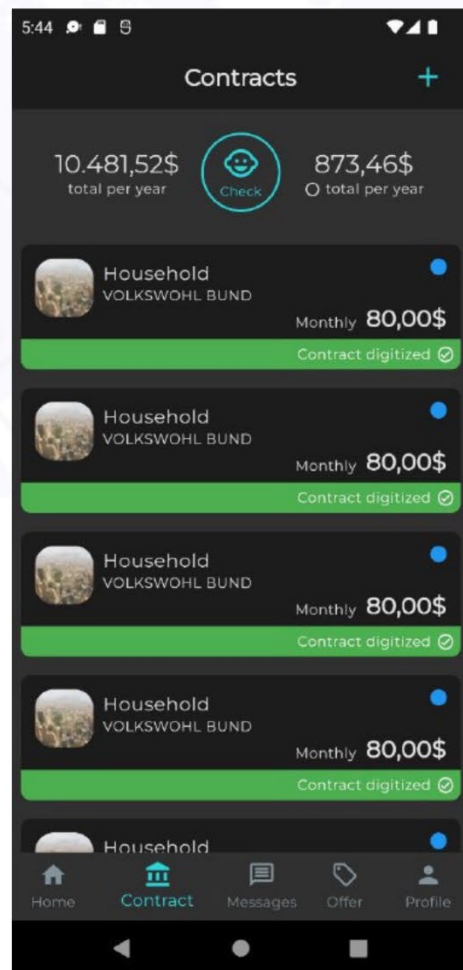 5:44
Contracts
+
10.481,52$
total per year
Check
873,46$
O total per year
Household
VOLKSWOHL BUND
Monthly 80,00$
Contract digitized
Household
VOLKSWOHL BUND
Monthly 80,00$
Contract digitized
Household
VOLKSWOHL BUND
Monthly 80,00$
Contract digitized
Household
VOLKSWOHL BUND
Monthly 80,00$
Contract digitized
Household
Home Contract Messages Offer Profile